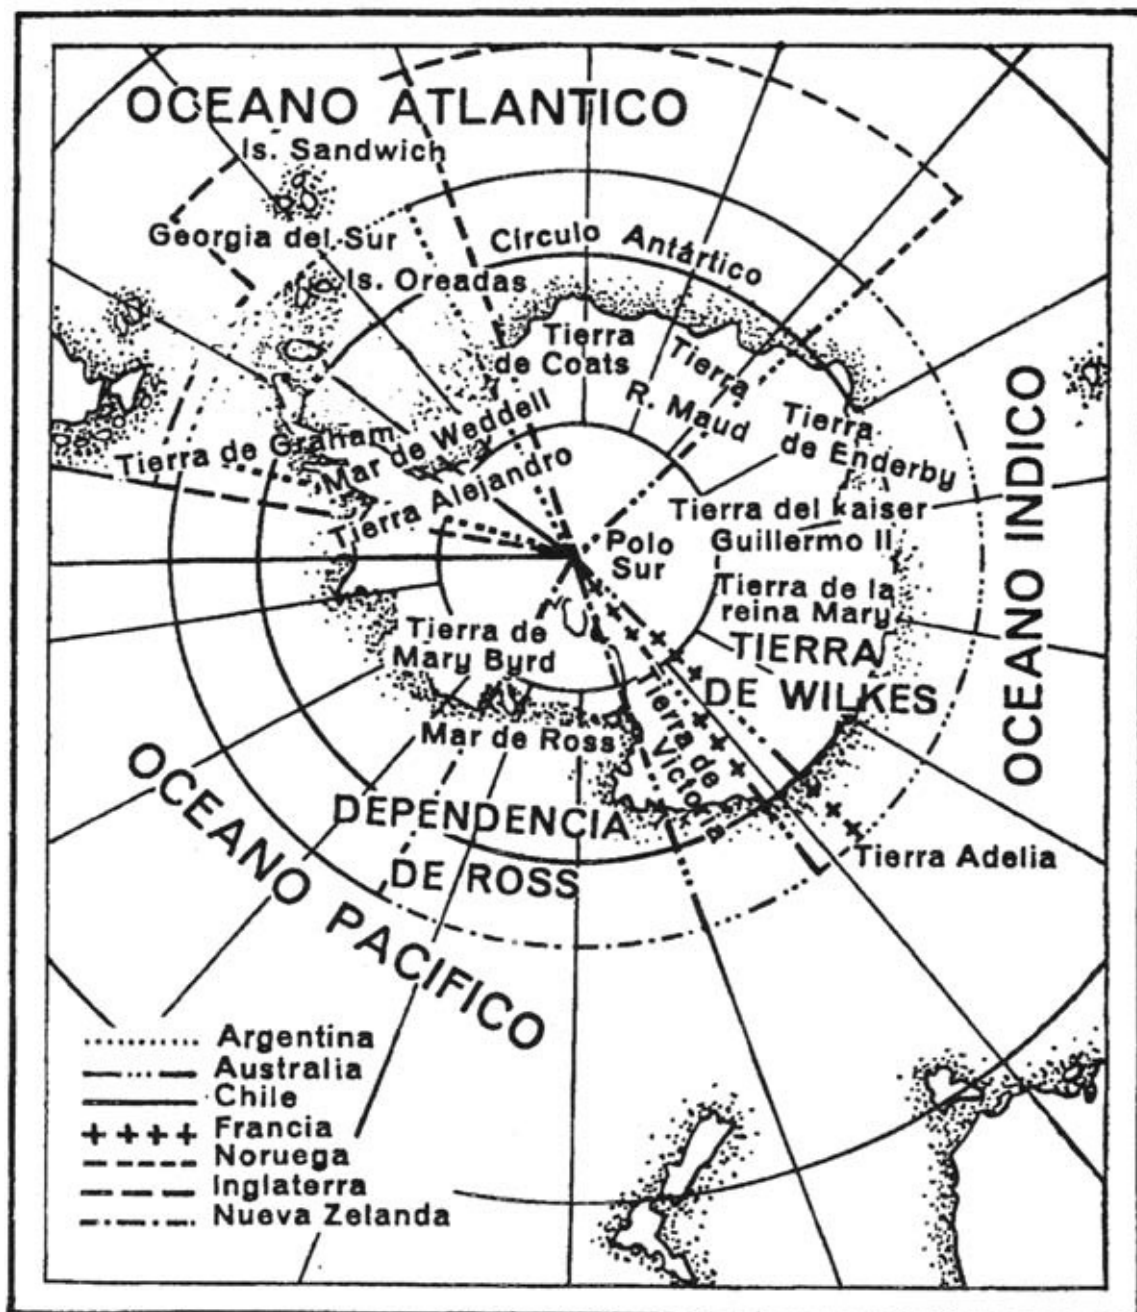 OCEANO ATLANTICO
Is. Sandwich
Georgia del Sur
Is. Oreadas
Círculo Antártico
Tierra
de Coats
Tierra
R. Maud
Tierra
de Enderby
Tierra de Graham
Mar de Weddell
Tierra Alejandro
Tierra del kaiser
Guillermo II
Polo
Sur
Tierra de la
reina Mary
TIERRA
DE WILKES
OCEANO INDICO
Tierra de
Mary Byrd
Mar de Ross
Tierra de
Victoria
DEPENDENCIA
DE ROSS
Tierra Adelia
OCEANO PACIFICO
Argentina
Australia
Chile
Francia
Noruega
Inglaterra
Nueva Zelanda